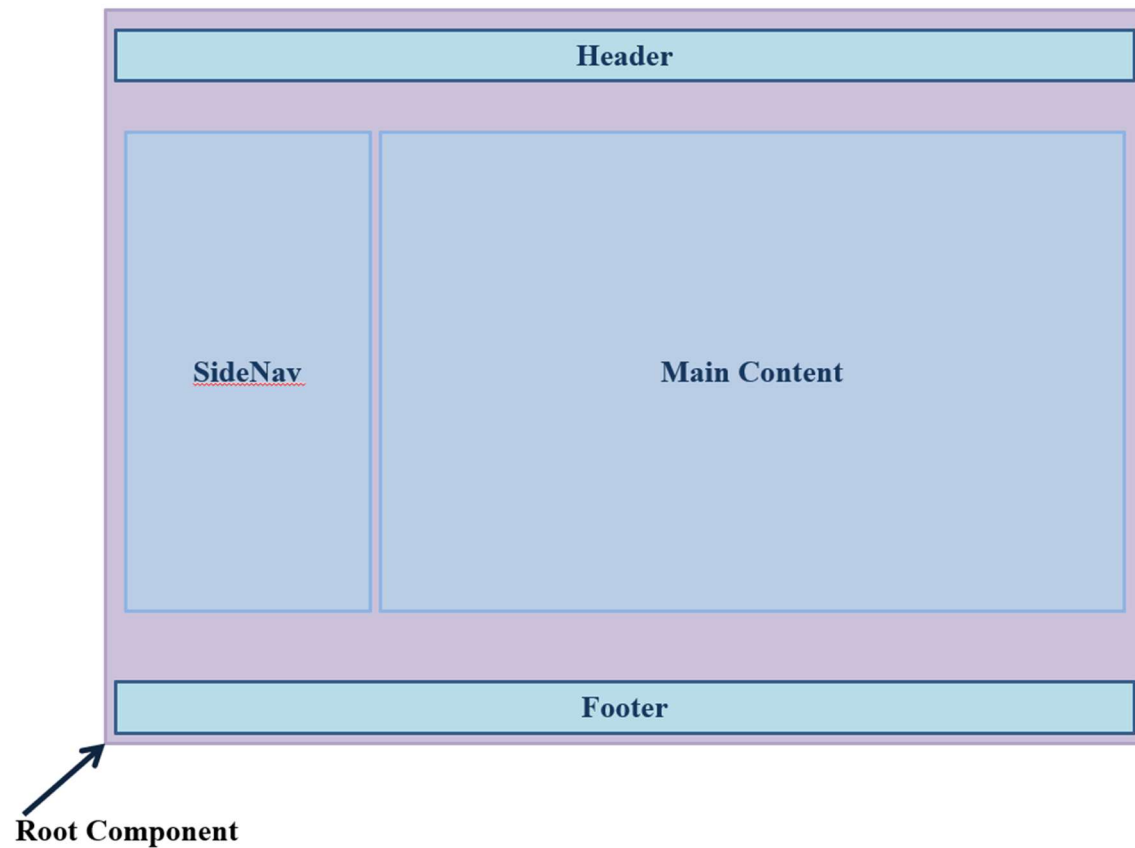 Header
SideNav
Main Content
Footer
Root Component